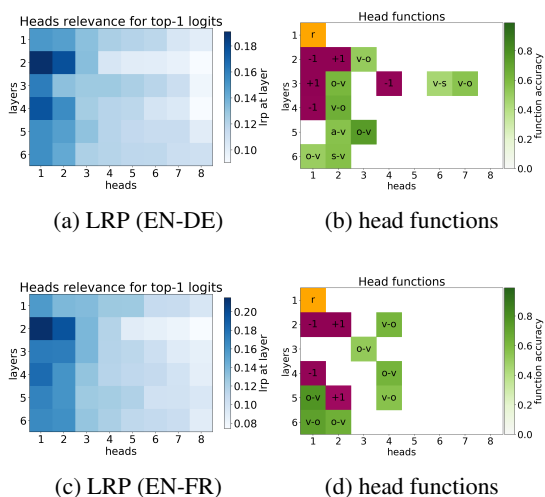 Heads relevance for top-1 logits
layers
1
2
3
4
5
6
1 2 3 4 5 6 7 8
heads
0.18
0.16
0.14
0.12
0.10
lrp at layer
(a) LRP (EN-DE)
Head functions
layers
1 r
2 -1 +1 v-o
3 +1 o-v -1 v-s v-o
4 -1 v-o
5 a-v o-v
6 o-v s-v
1 2 3 4 5 6 7 8
heads
0.8
0.6
0.4
0.2
0.0
function accuracy
(b) head functions
Heads relevance for top-1 logits
layers
1
2
3
4
5
6
1 2 3 4 5 6 7 8
heads
0.20
0.18
0.16
0.14
0.12
0.10
0.08
lrp at layer
(c) LRP (EN-FR)
Head functions
layers
1 r
2 -1 +1 v-o
3 o-v
4 -1 o-v
5 o-v +1 v-o
6 v-o o-v
1 2 3 4 5 6 7 8
heads
0.8
0.6
0.4
0.2
0.0
function accuracy
(d) head functions